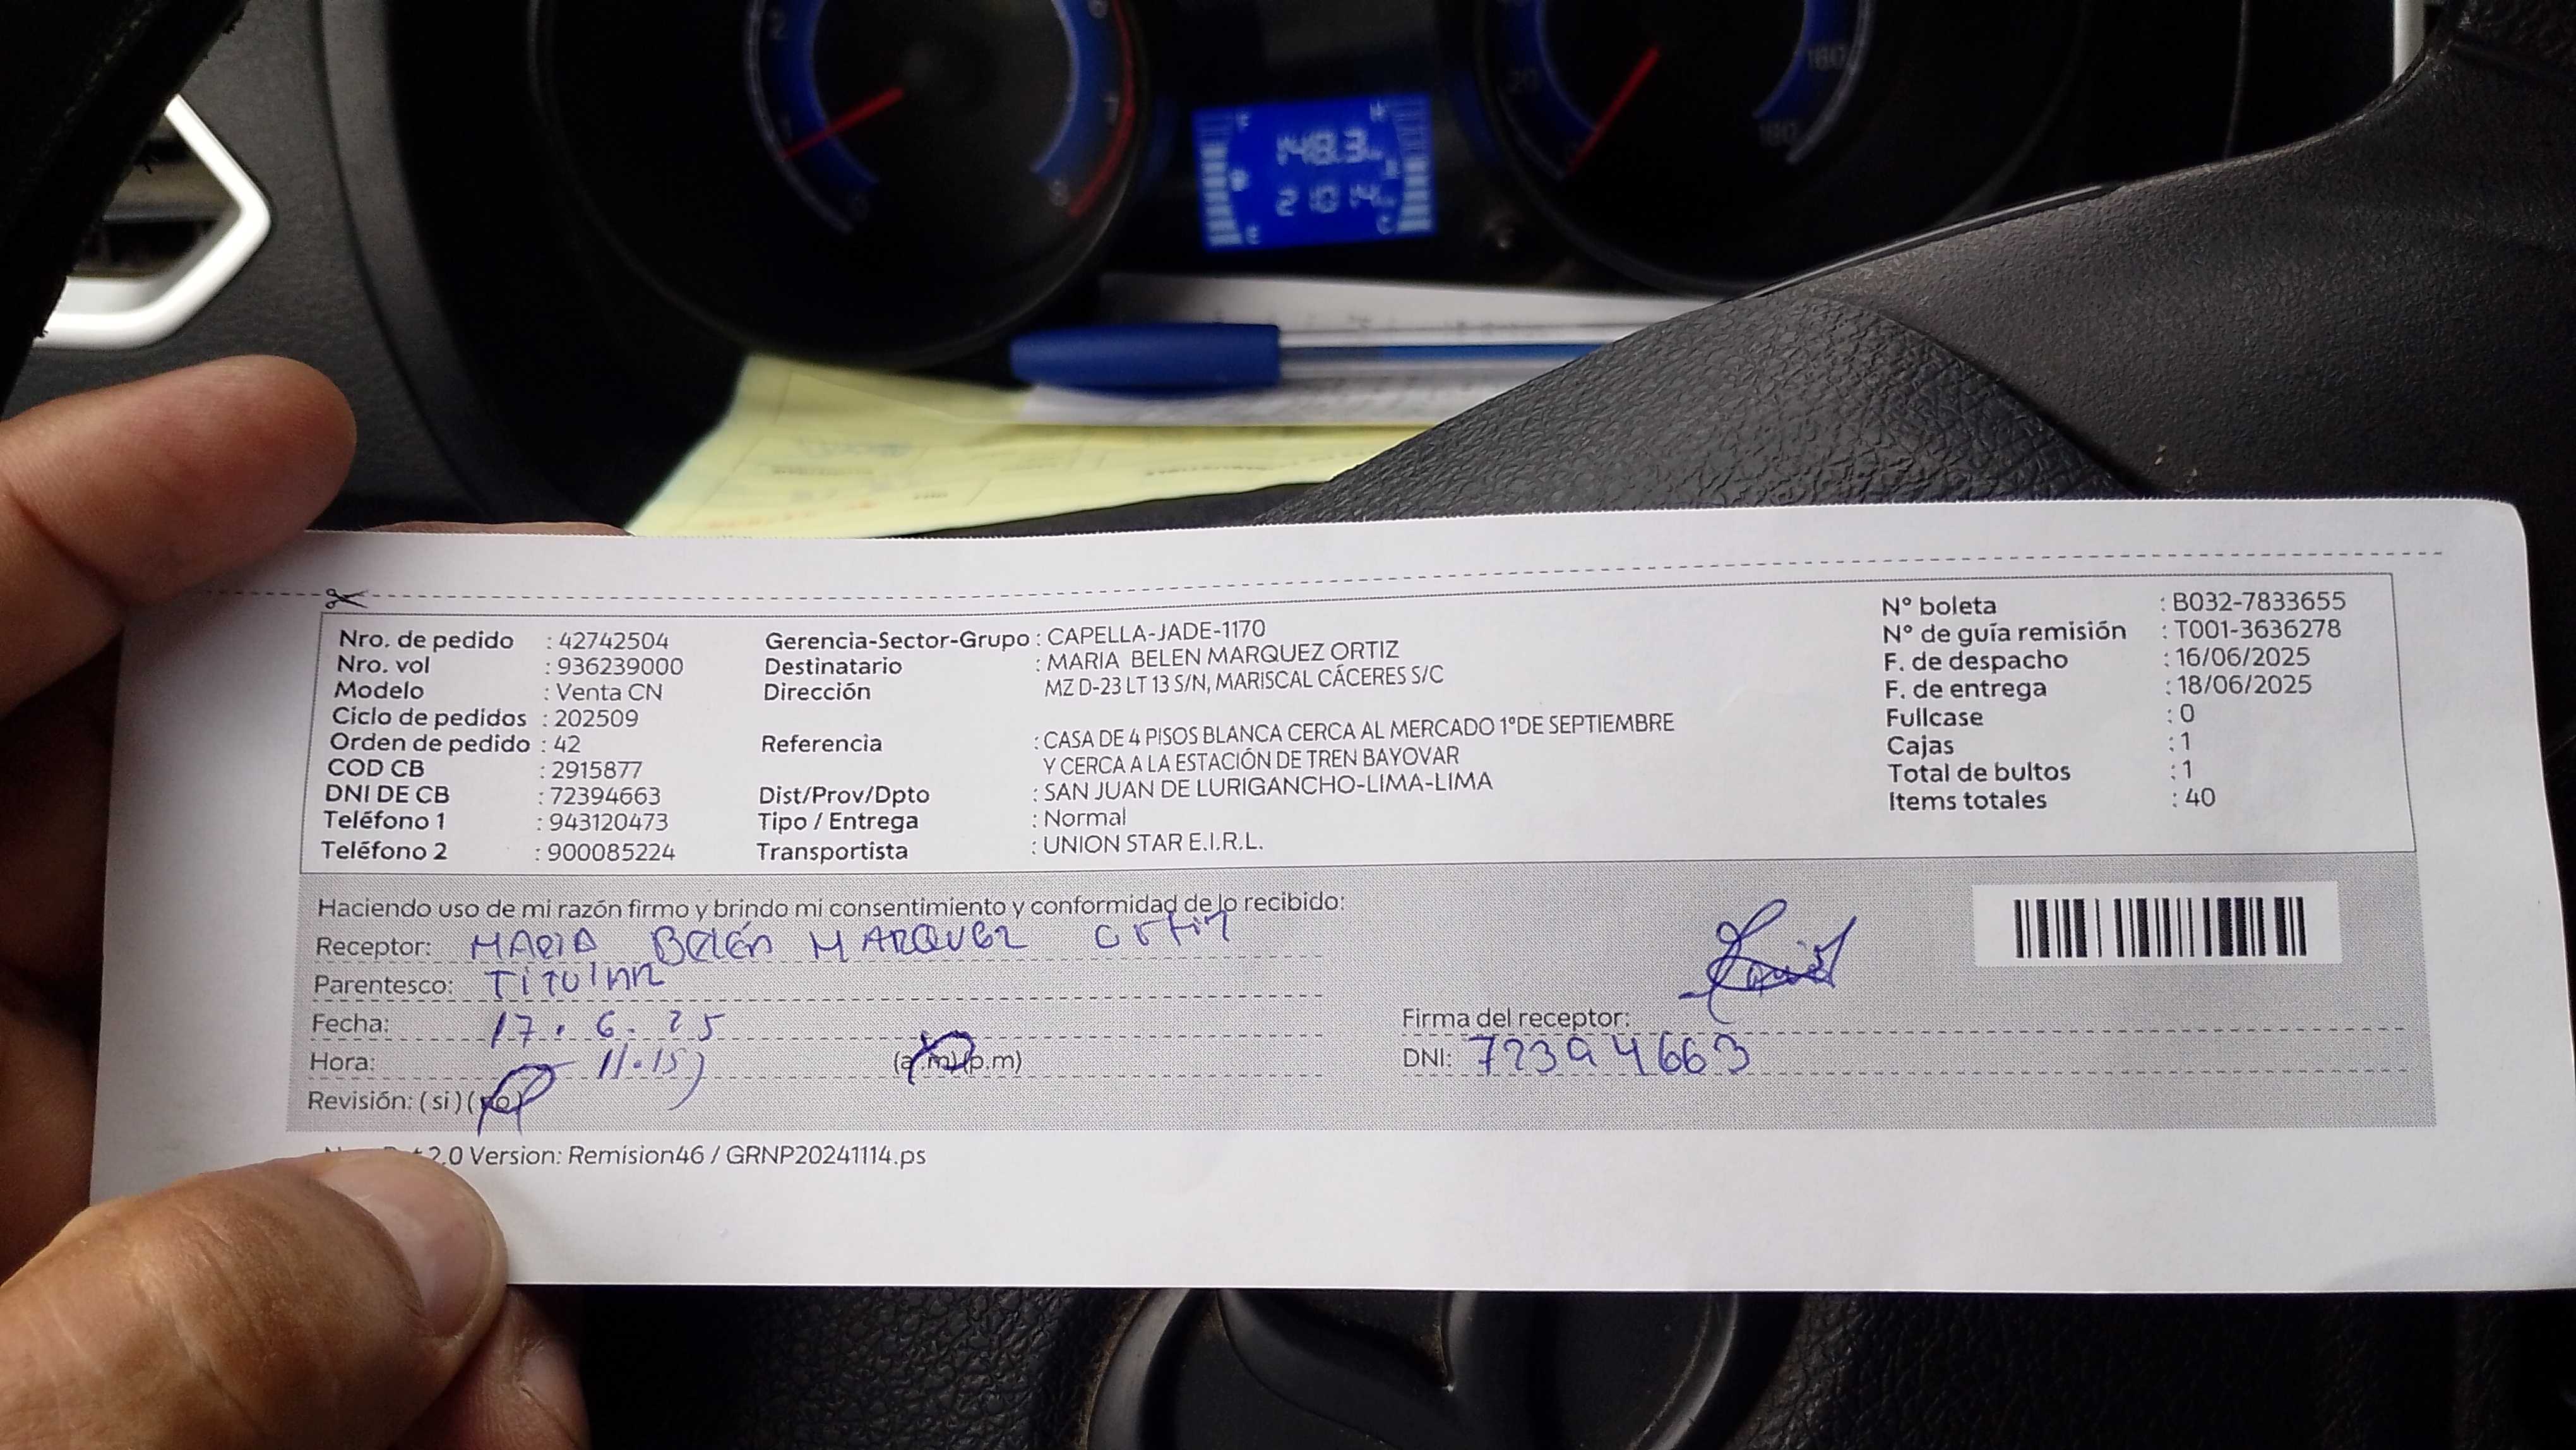 148.3
21014
Nro. de pedido : 42742504
Nro. vol : 936239000
Modelo : Venta CN
Ciclo de pedidos : 202509
Orden de pedido : 42
COD CB : 2915877
DNI DE CB : 72394663
Teléfono 1 : 943120473
Teléfono 2 : 900085224
Gerencia-Sector-Grupo : CAPELLA-JADE-1170
Destinatario : MARIA BELEN MARQUEZ ORTIZ
Dirección MZ D-23 LT 13 S/N, MARISCAL CÁCERES S/C
Referencia : CASA DE 4 PISOS BLANCA CERCA AL MERCADO 1°DE SEPTIEMBRE
Y CERCA A LA ESTACIÓN DE TREN BAYOVAR
Dist/Prov/Dpto : SAN JUAN DE LURIGANCHO-LIMA-LIMA
Tipo / Entrega : Normal
Transportista : UNION STAR E.I.R.L.
N° boleta : B032-7833655
N° de guía remisión : T001-3636278
F. de despacho : 16/06/2025
F. de entrega : 18/06/2025
Fullcase : 0
Cajas : 1
Total de bultos : 1
Items totales : 40
Haciendo uso de mi razón firmo y brindo mi consentimiento y conformidad de lo recibido:
Receptor: MARIA Belén MARQUEZ Ortiz
Parentesco: TITUlAR
Fecha: 17.6.25
Hora: 11.15 (a.m)(p.m)
Revisión: (si)(no)
Firma del receptor:
DNI: 72394663
2.0 Version: Remision46 / GRNP20241114.ps